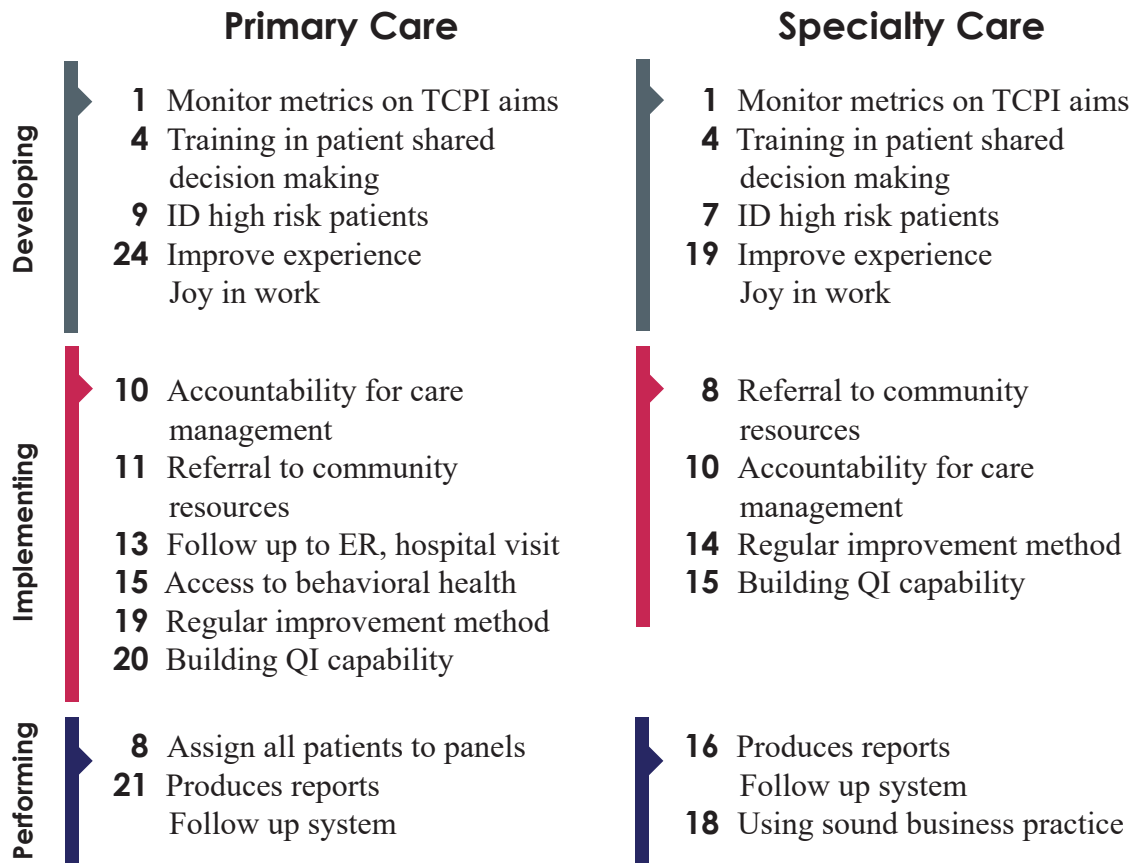 Primary Care
Developing
1 Monitor metrics on TCPI aims
4 Training in patient shared
decision making
9 ID high risk patients
24 Improve experience
Joy in work
Implementing
10 Accountability for care
management
11 Referral to community
resources
13 Follow up to ER, hospital visit
15 Access to behavioral health
19 Regular improvement method
20 Building QI capability
Performing
8 Assign all patients to panels
21 Produces reports
Follow up system
Specialty Care
1 Monitor metrics on TCPI aims
4 Training in patient shared
decision making
7 ID high risk patients
19 Improve experience
Joy in work
8 Referral to community
resources
10 Accountability for care
management
14 Regular improvement method
15 Building QI capability
16 Produces reports
Follow up system
18 Using sound business practice